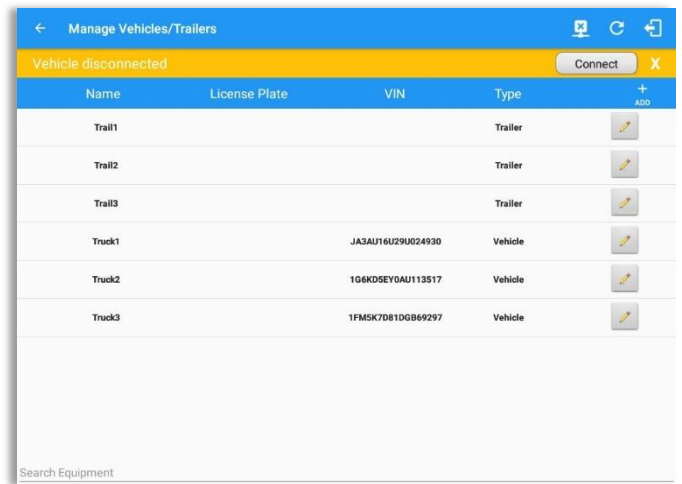 Manage Vehicles/Trailers
Vehicle disconnected Connect X
Name License Plate VIN Type + ADD
Trail1 Trailer
Trail2 Trailer
Trail3 Trailer
Truck1 JA3AU16U29U024930 Vehicle
Truck2 1G6KD5EY0AU113517 Vehicle
Truck3 1FM5K7D81DGB69297 Vehicle
Search Equipment